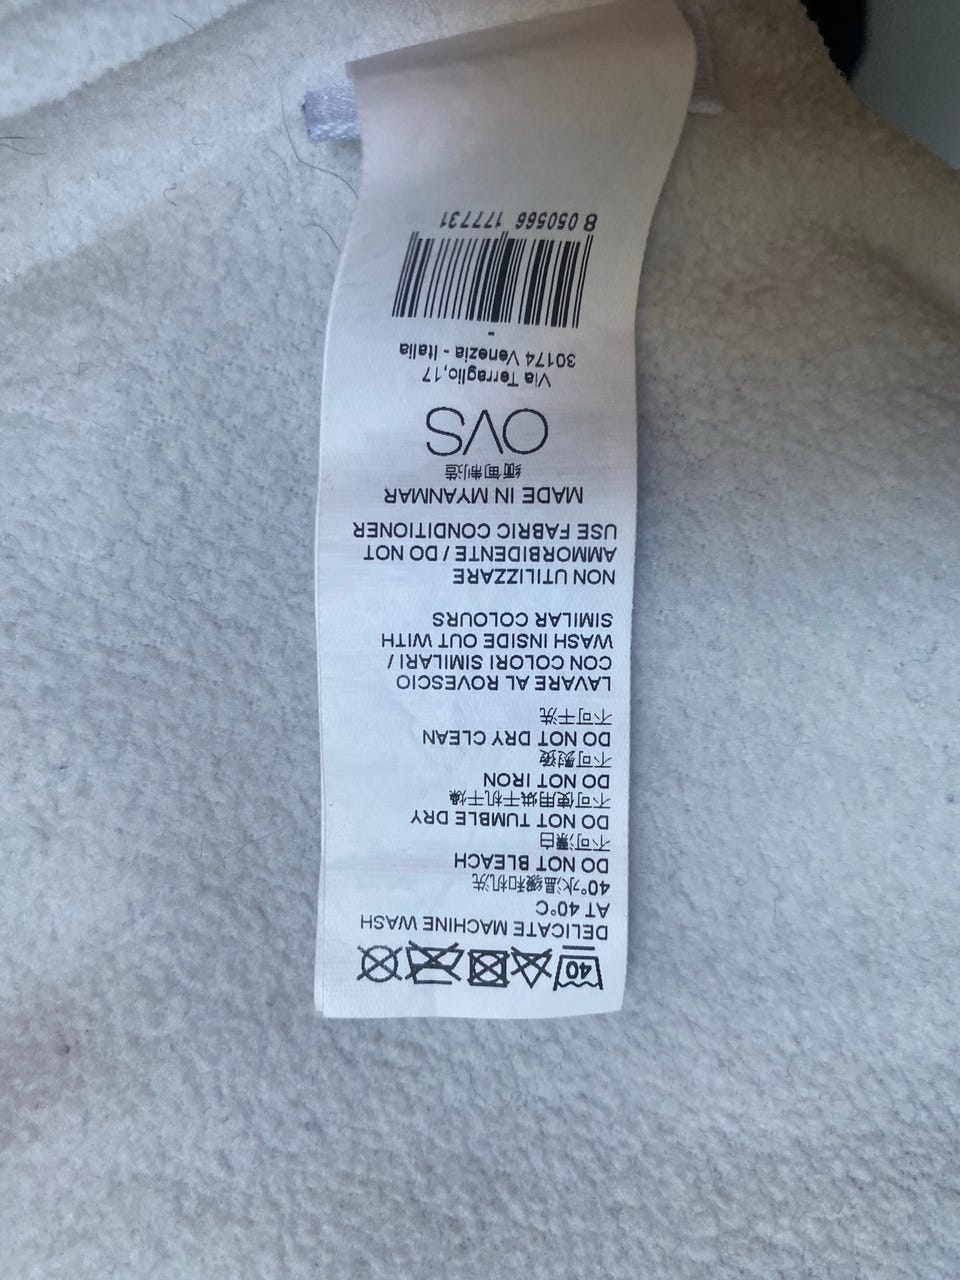 40
DELICATE MACHINE WASH
AT 40°C
40°水温缓和机洗
DO NOT BLEACH
不可漂白
DO NOT TUMBLE DRY
不可使用烘干机干燥
DO NOT IRON
不可熨烫
DO NOT DRY CLEAN
不可干洗
LAVARE AL ROVESCIO
CON COLORI SIMILARI /
WASH INSIDE OUT WITH
SIMILAR COLOURS
NON UTILIZZARE
AMMORBIDENTE / DO NOT
USE FABRIC CONDITIONER
MADE IN MYANMAR
缅甸制造
OVS
Via Terraglio,17
30174 Venezia - Italia
-
8 050566 177731